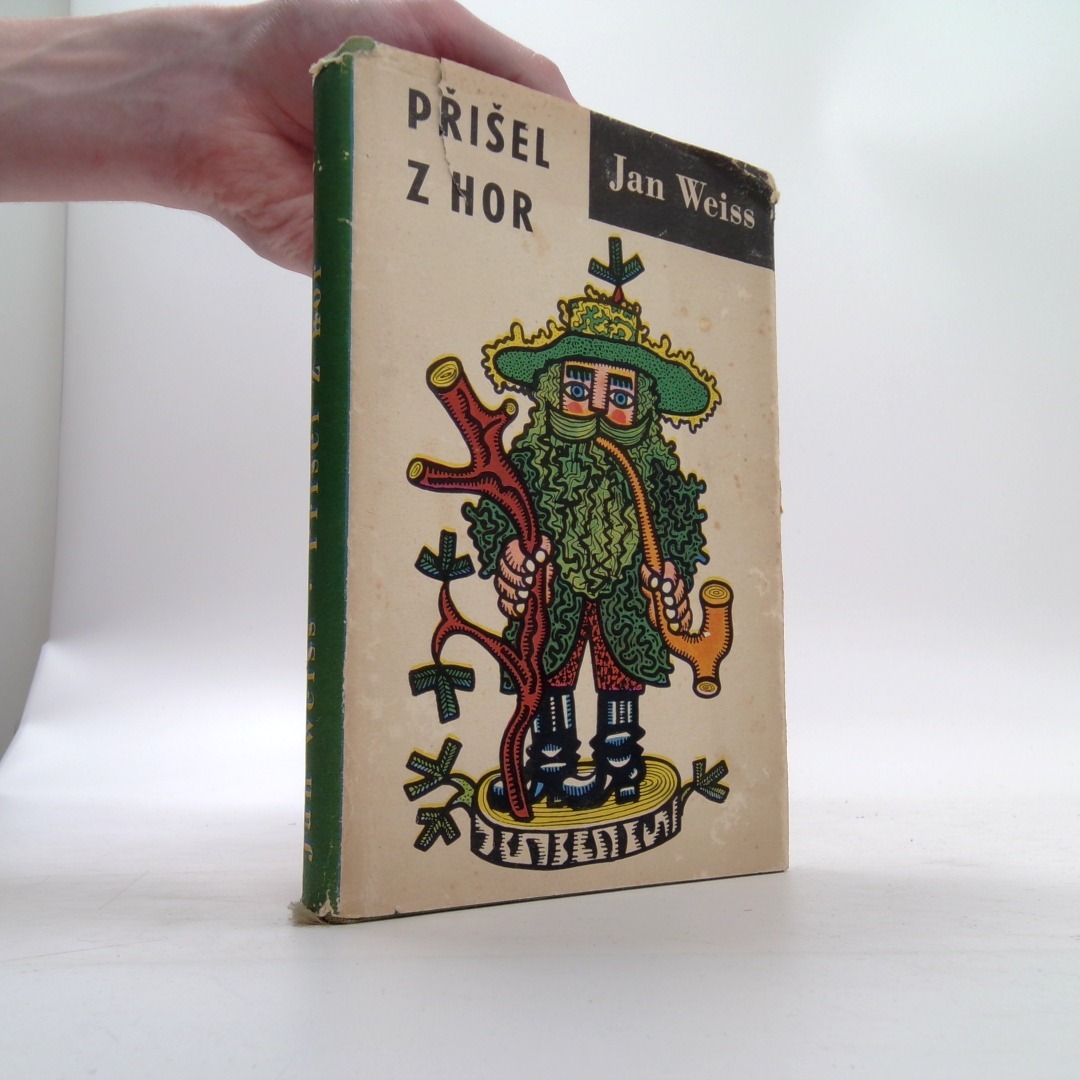 PŘIŠEL
Z HOR
Jan Weiss
Jan Weiss · Přišel z hor